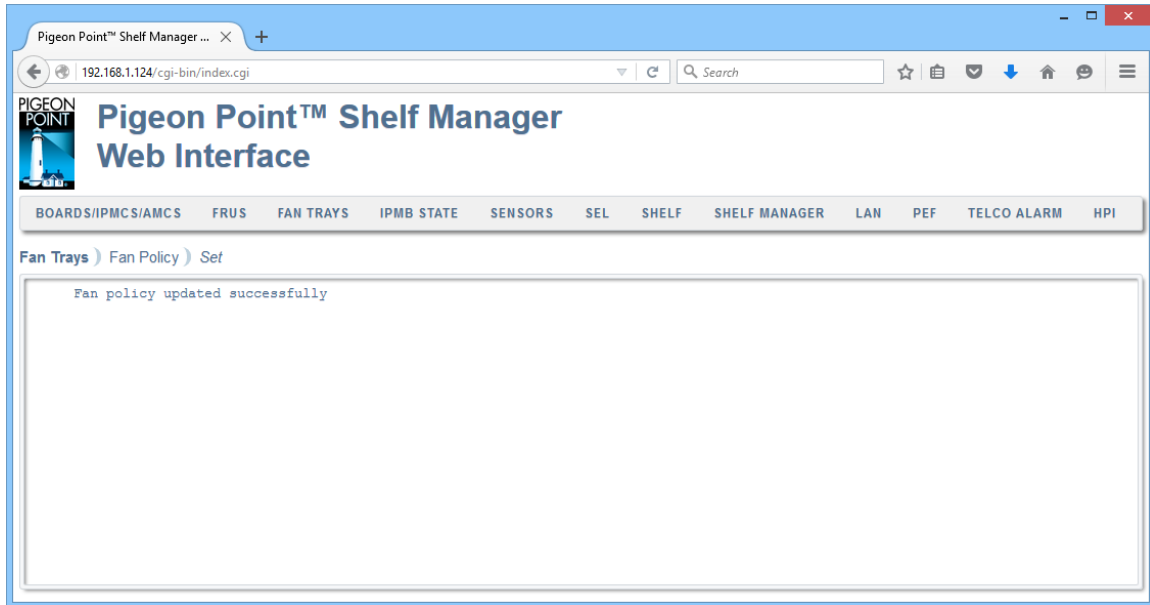 Pigeon Point™ Shelf Manager ...
192.168.1.124/cgi-bin/index.cgi
Search
PIGEON
POINT
Pigeon Point™ Shelf Manager
Web Interface
BOARDS/IPMCS/AMCS FRUS FAN TRAYS IPMB STATE SENSORS SEL SHELF SHELF MANAGER LAN PEF TELCO ALARM HPI
Fan Trays ) Fan Policy ) Set
Fan policy updated successfully